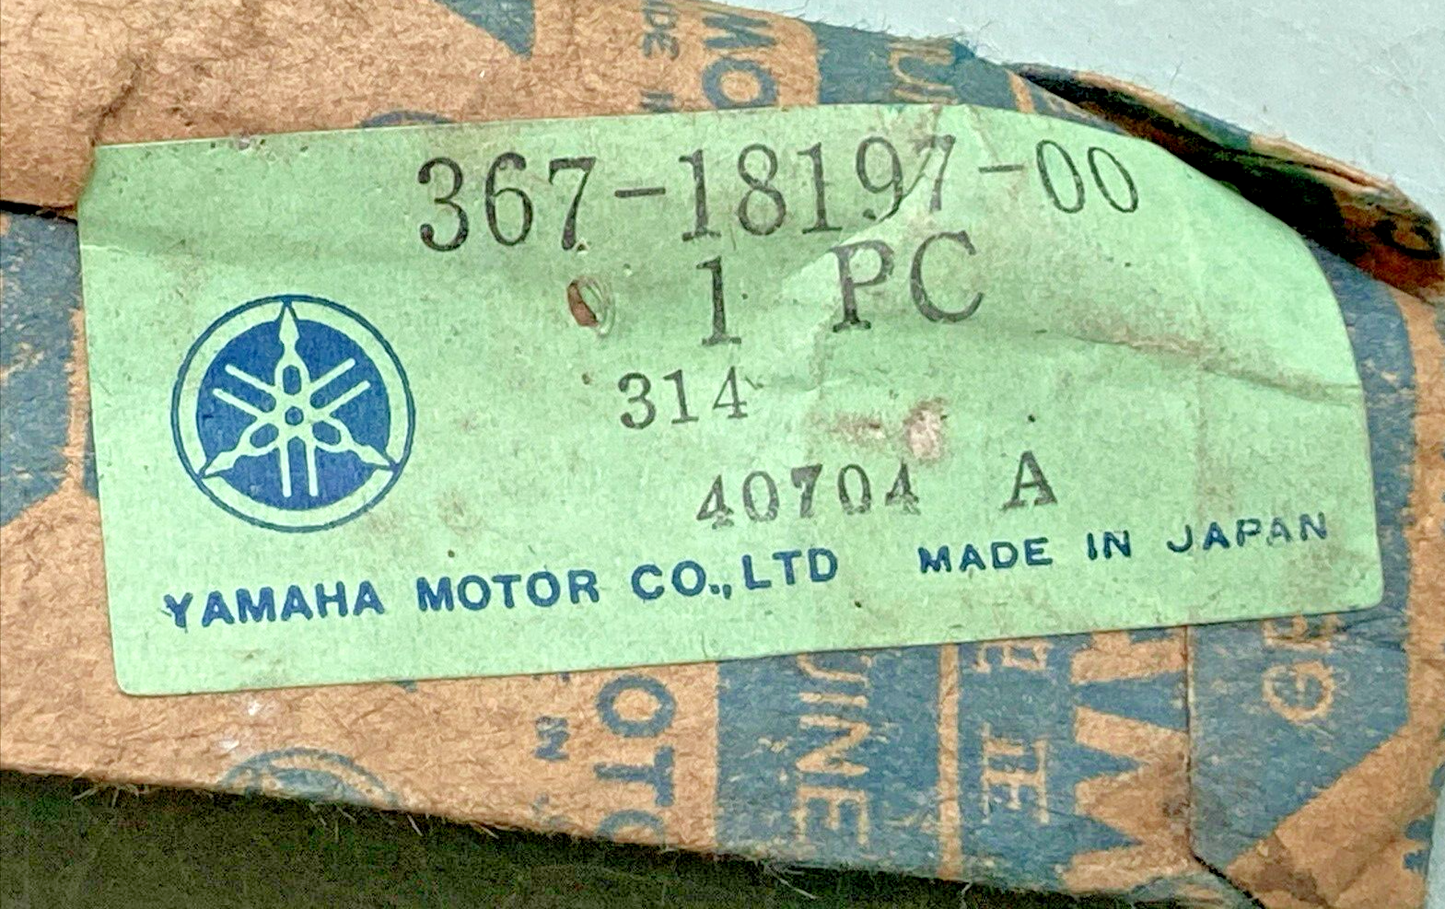 367-18197-00
1 PC
314
40704 A
YAMAHA MOTOR CO., LTD MADE IN JAPAN